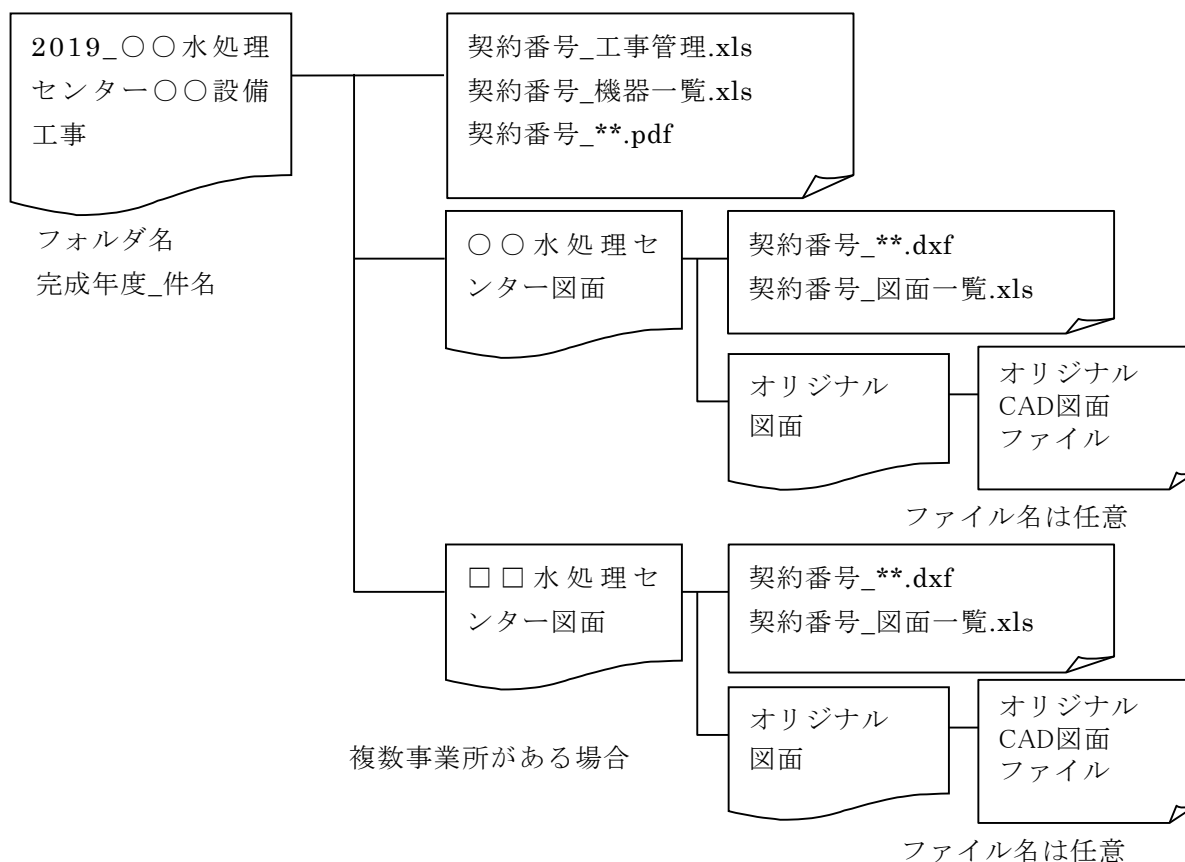 2019_○○水処理
センター○○設備
工事
フォルダ名
完成年度_件名
契約番号_工事管理.xls
契約番号_機器一覧.xls
契約番号_**.pdf
○○水処理セ
ンター図面
契約番号_**.dxf
契約番号_図面一覧.xls
オリジナル
図面
オリジナル
CAD図面
ファイル
ファイル名は任意
□□水処理セ
ンター図面
契約番号_**.dxf
契約番号_図面一覧.xls
オリジナル
図面
オリジナル
CAD図面
ファイル
複数事業所がある場合
ファイル名は任意